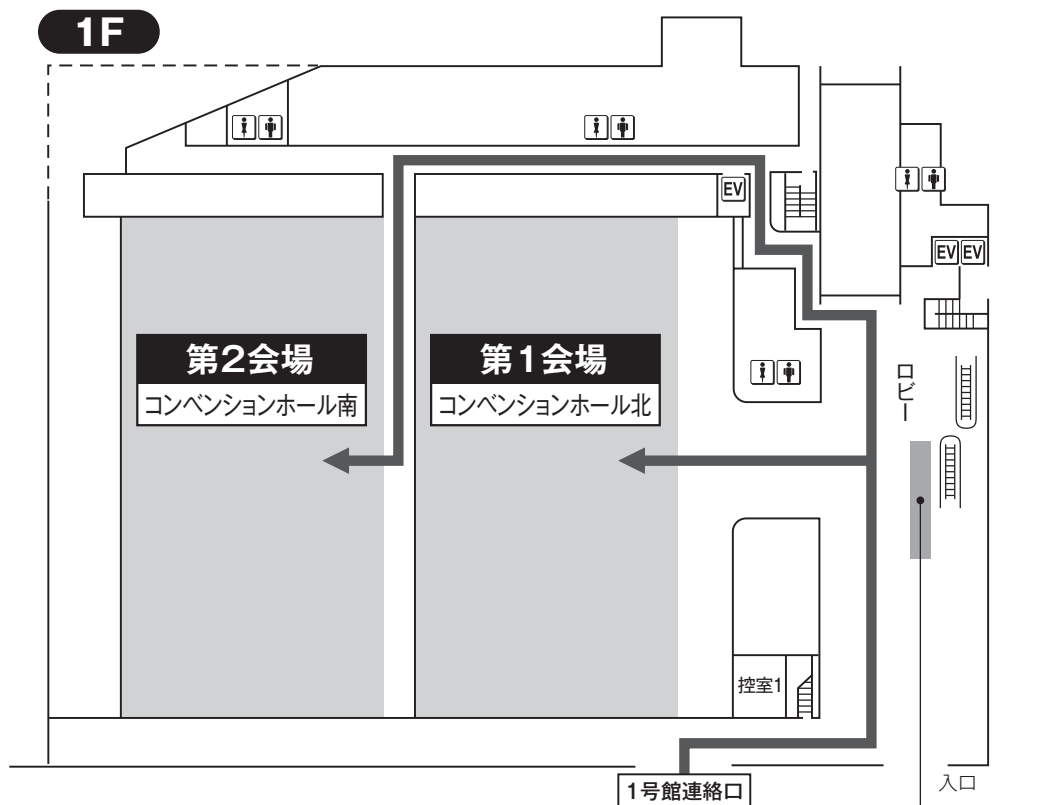 1F
EV
EV EV
第2会場
コンベンションホール南
第1会場
コンベンションホール北
ロビー
控室1
1号館連絡口
入口